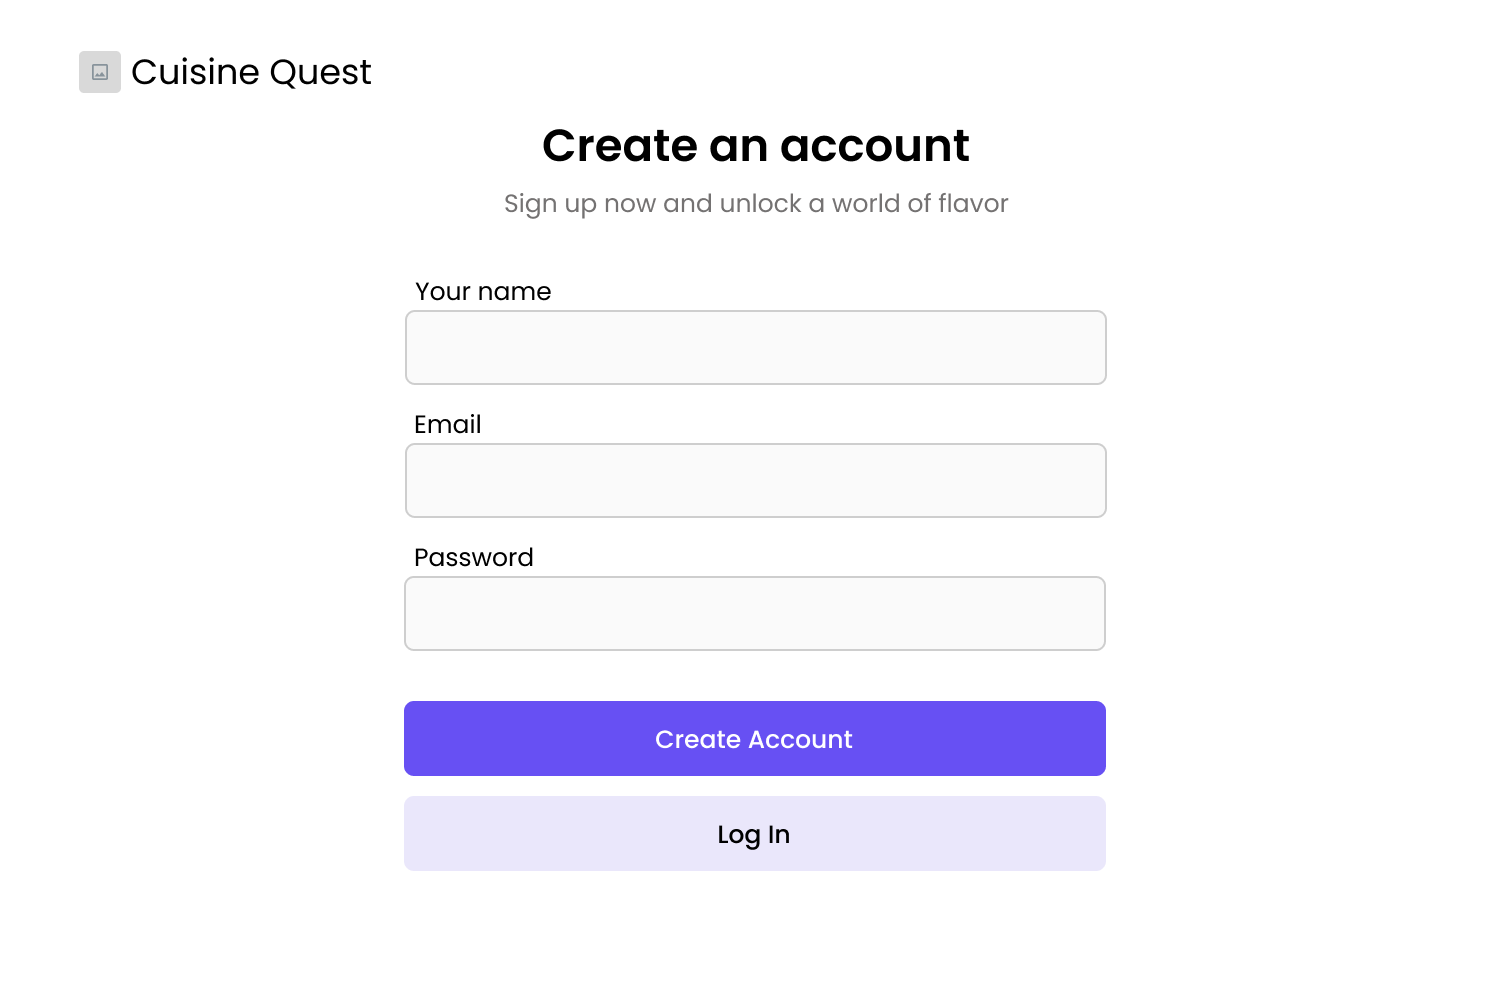 Cuisine Quest
Create an account
Sign up now and unlock a world of flavor
Your name
Email
Password
Create Account
Log In